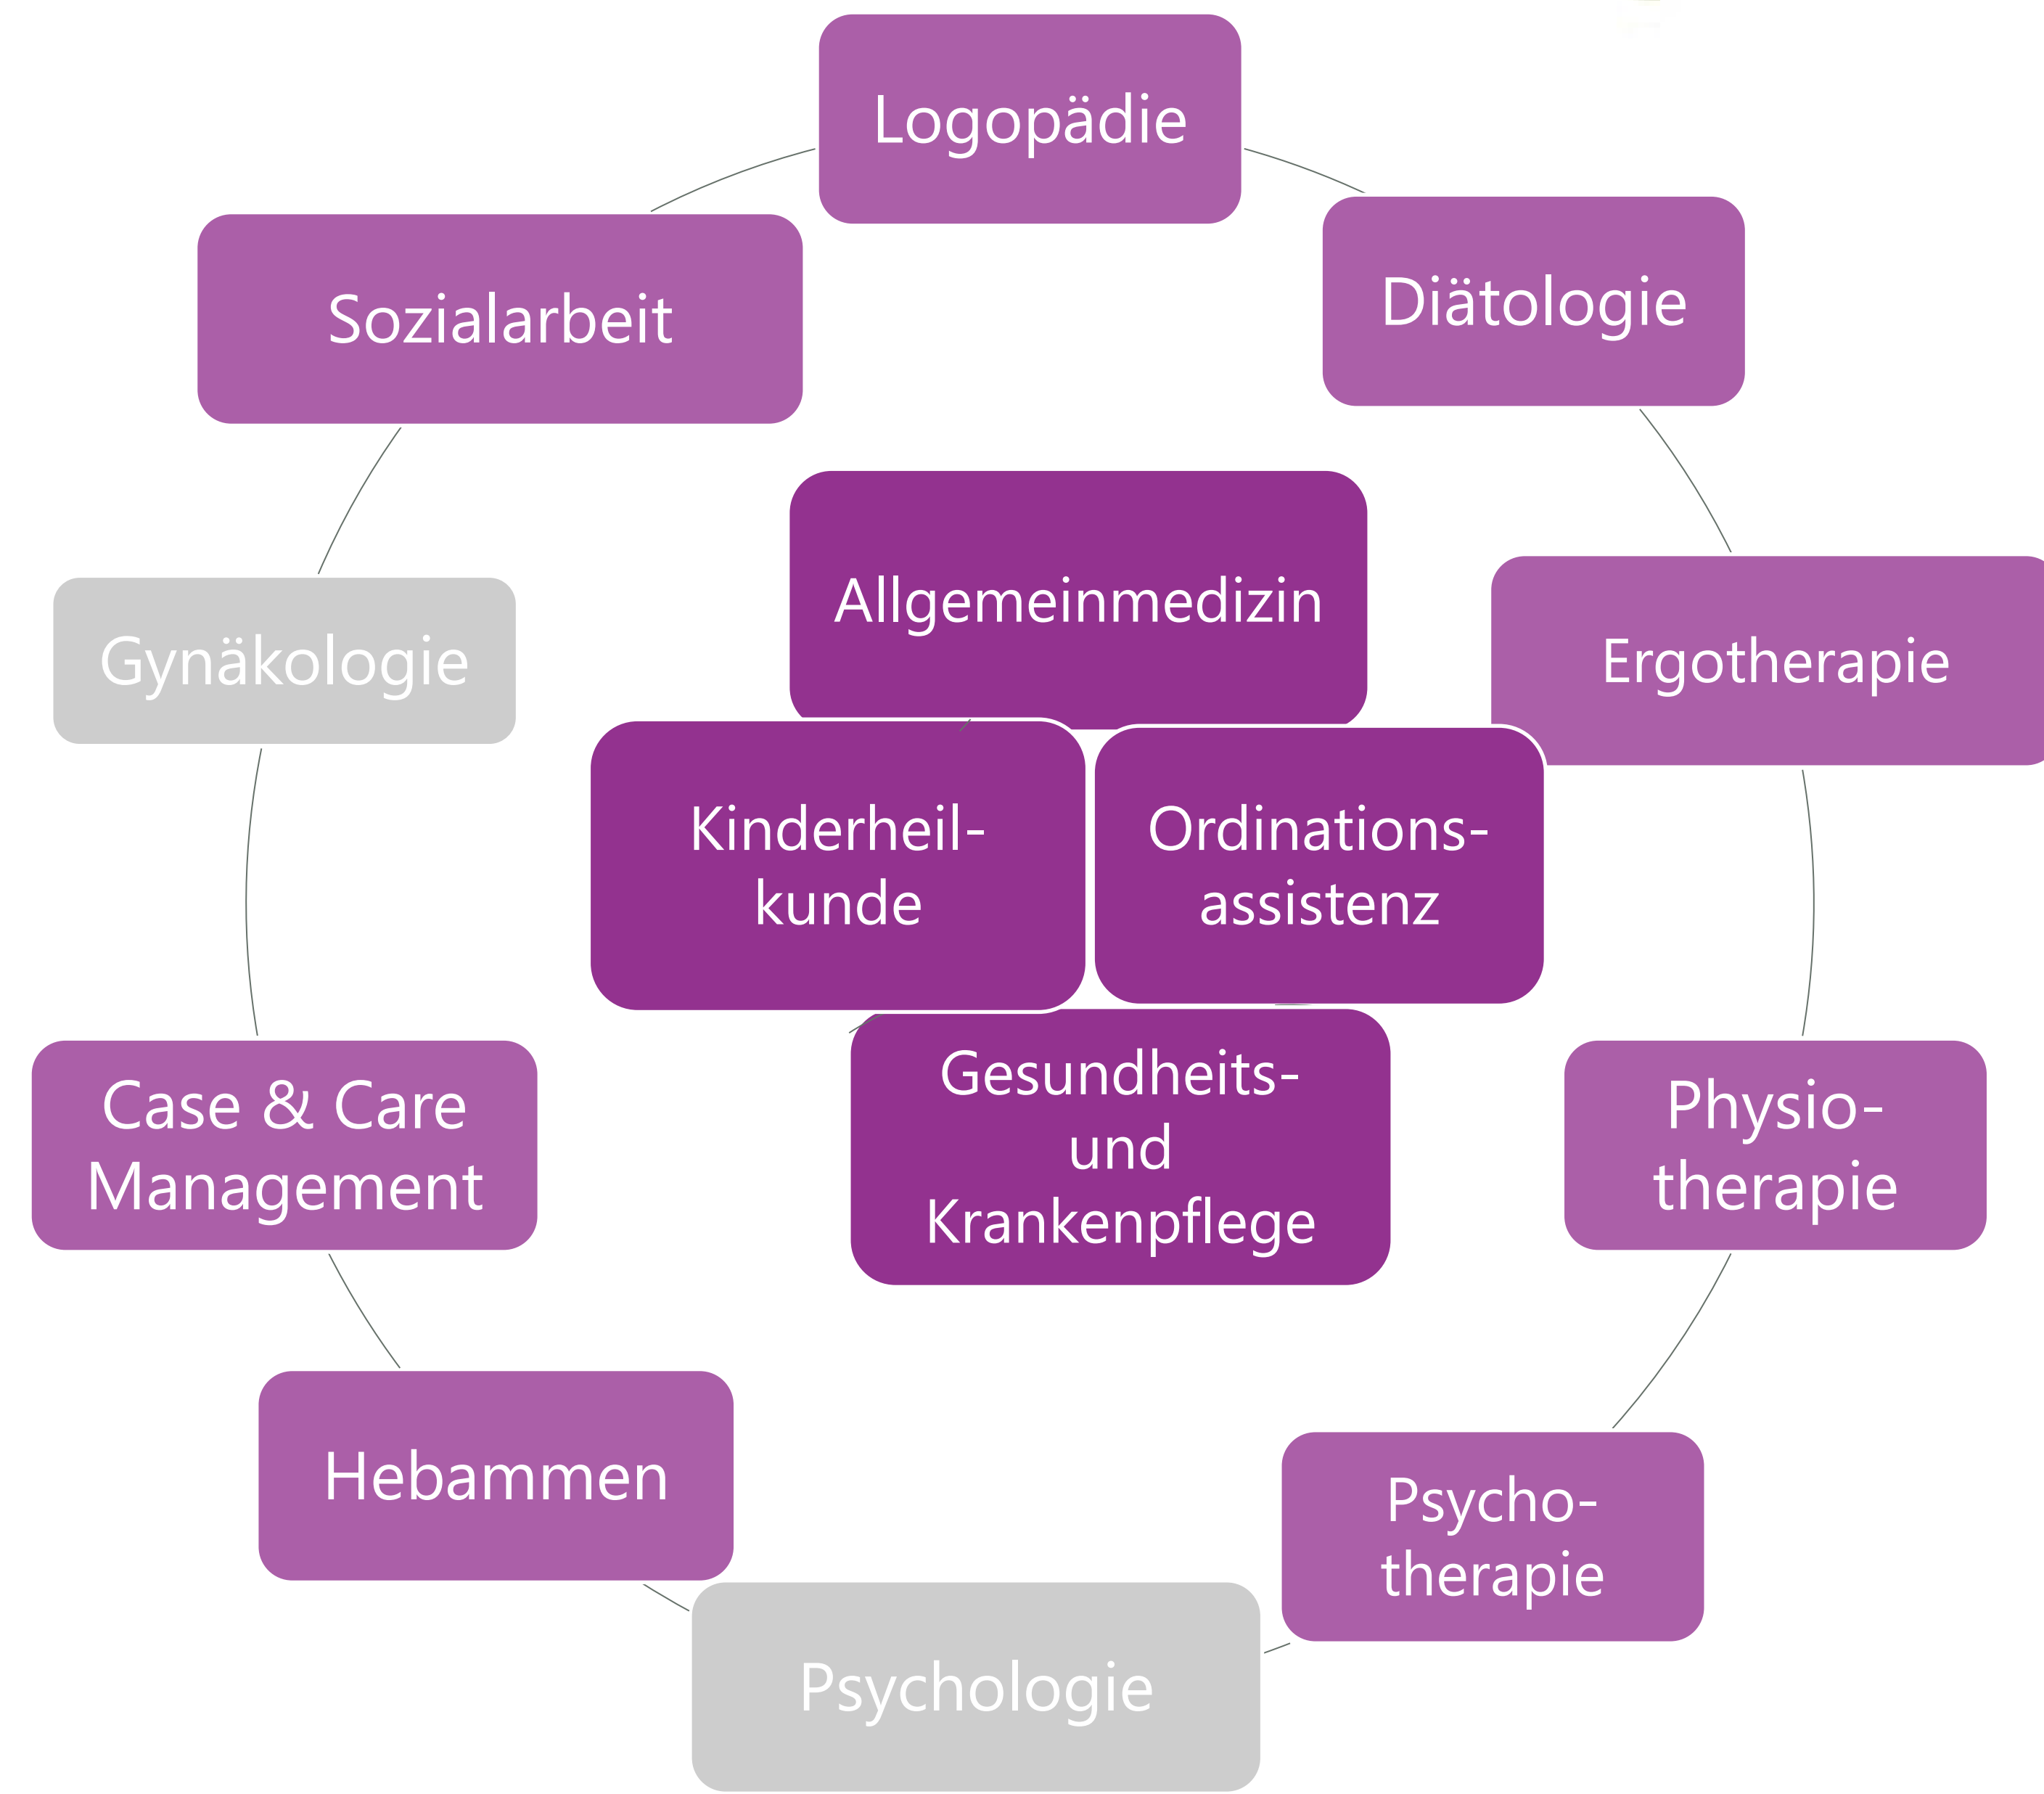 Logopädie
Diätologie
Sozialarbeit
Allgemeinmedizin
Gynäkologie
Ergotherapie
Kinderheil-
kunde
Ordinations-
assistenz
Gesundheits-
und
Krankenpflege
Case & Care
Management
Physio-
therapie
Hebammen
Psycho-
therapie
Psychologie